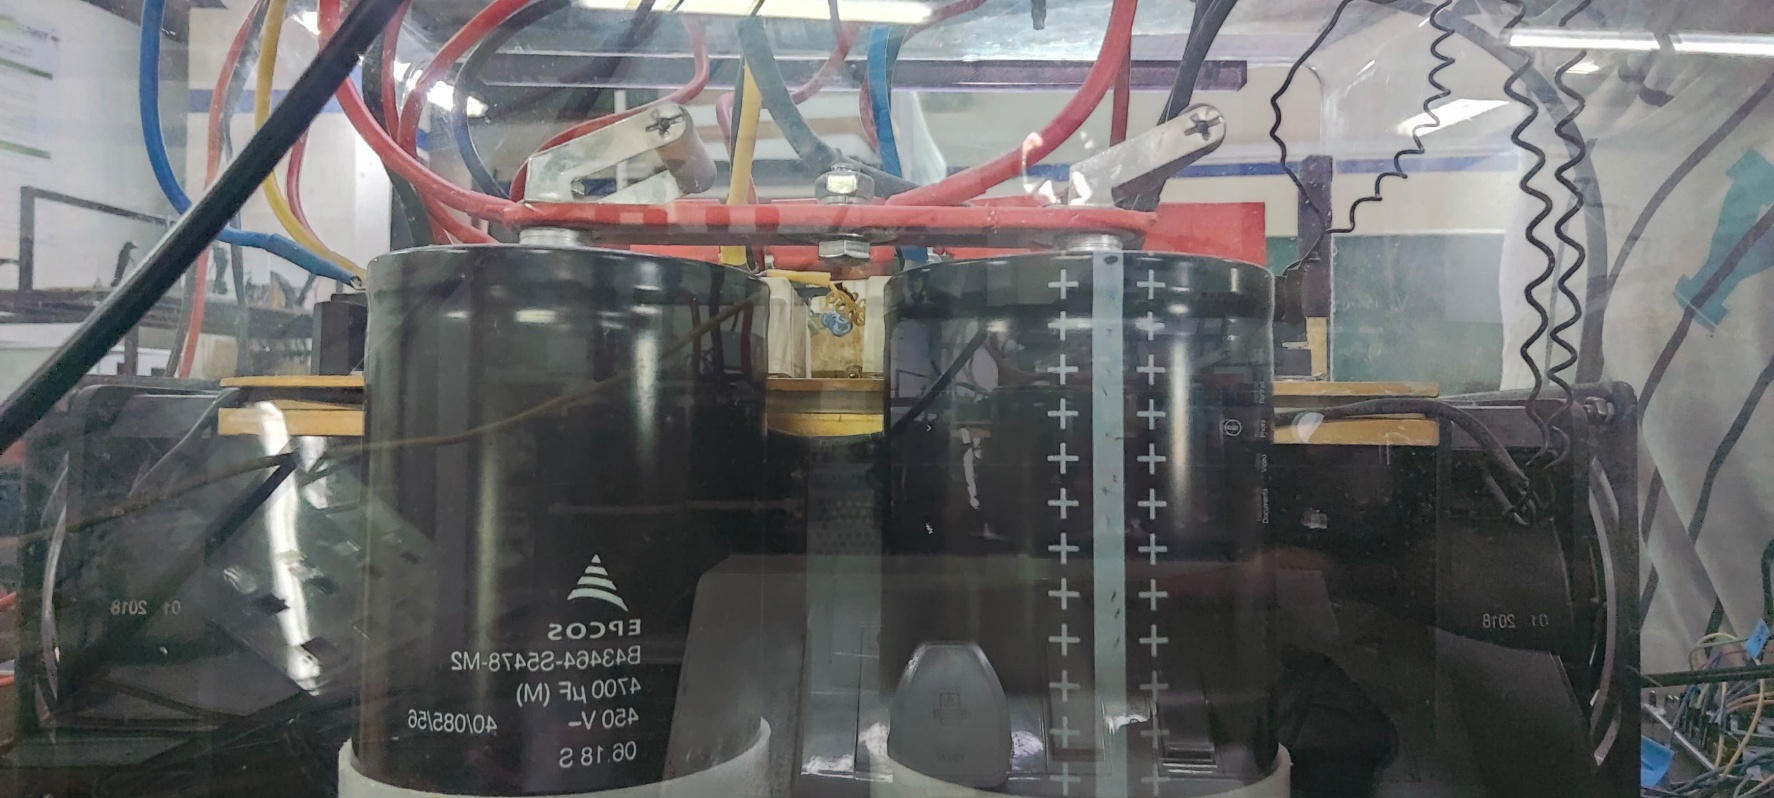 EPCOS
B43464-S5478-M2
4700 µF (M)
450 V– 40/085/56
06.18 S
01 2018
01 2018